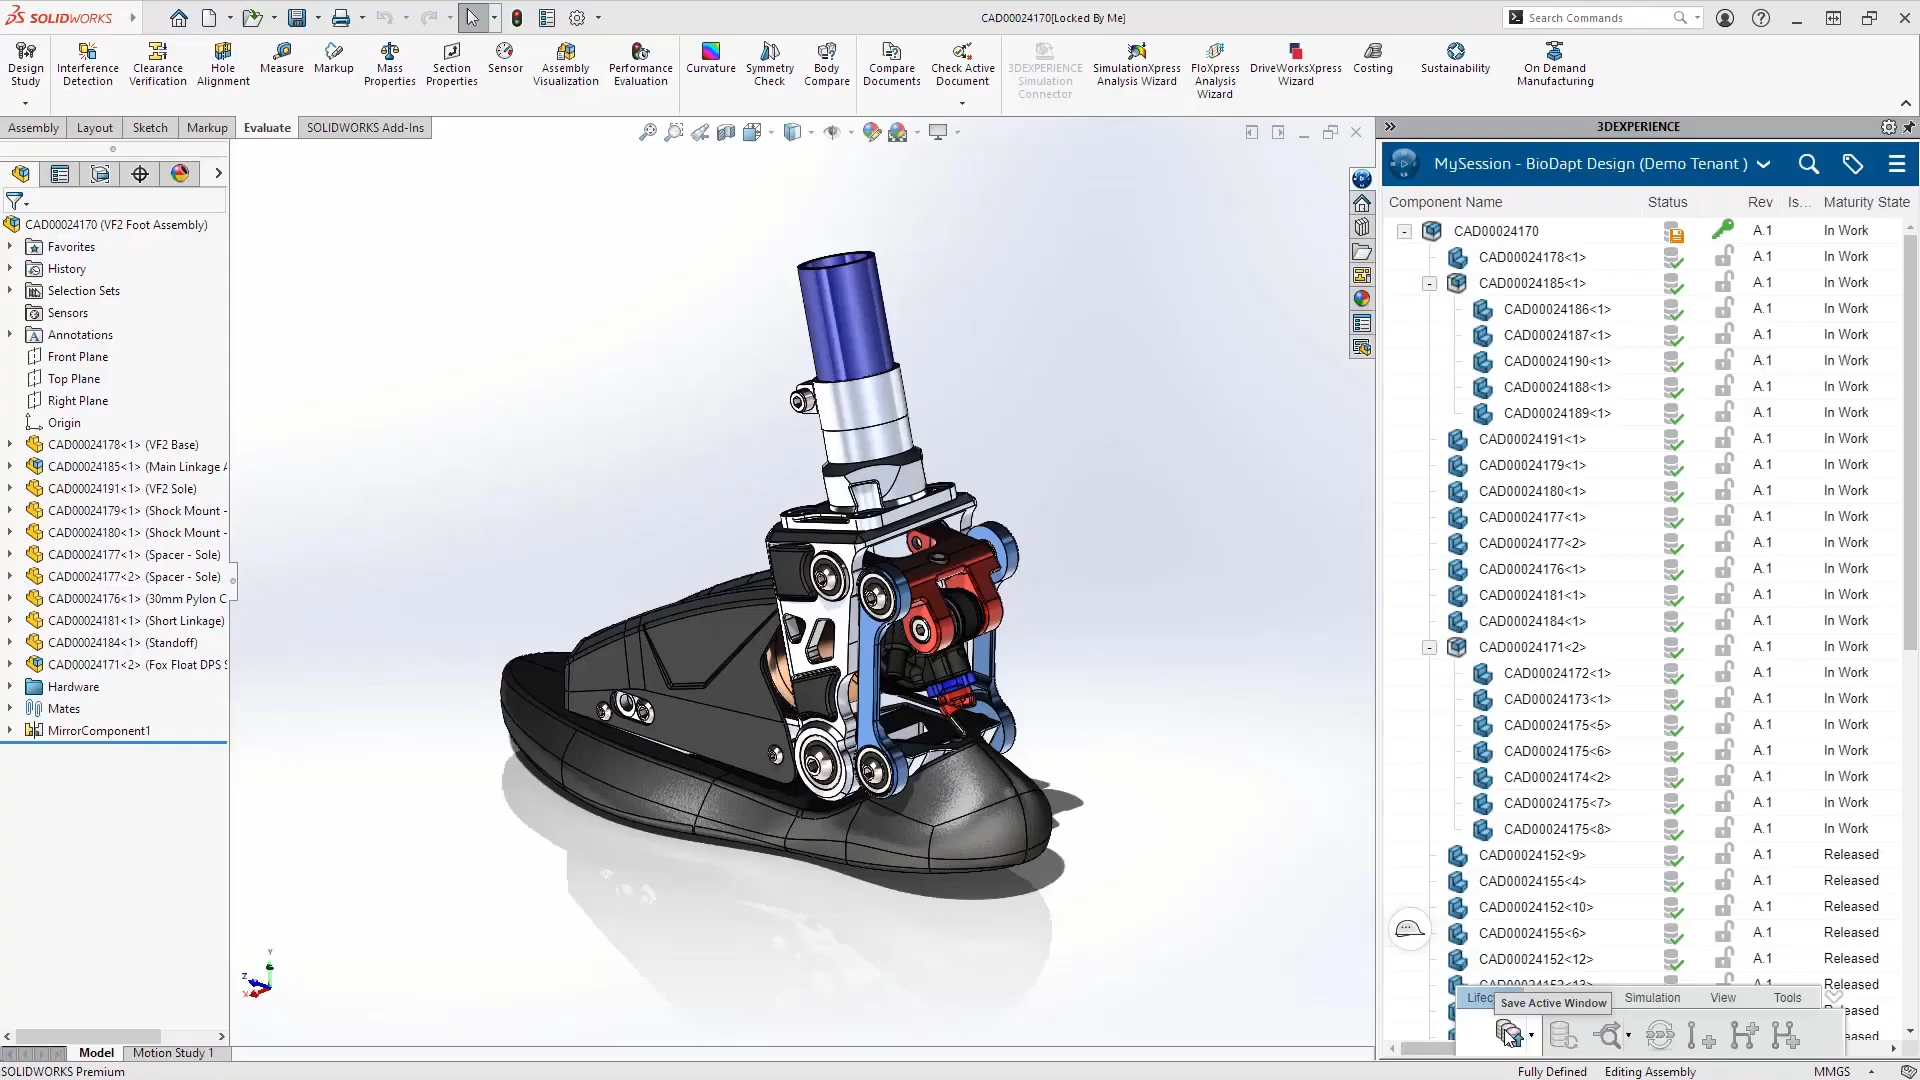 SOLIDWORKS
CAD00024170[Locked By Me]
Search Commands
Design Study
Interference Detection
Clearance Verification
Hole Alignment
Measure
Markup
Mass Properties
Section Properties
Sensor
Assembly Visualization
Performance Evaluation
Curvature
Symmetry Check
Body Compare
Compare Documents
Check Active Document
3DEXPERIENCE Simulation Connector
SimulationXpress Analysis Wizard
FloXpress Analysis Wizard
DriveWorksXpress Wizard
Costing
Sustainability
On Demand Manufacturing
Assembly
Layout
Sketch
Markup
Evaluate
SOLIDWORKS Add-Ins
CAD00024170 (VF2 Foot Assembly)
Favorites
History
Selection Sets
Sensors
Annotations
Front Plane
Top Plane
Right Plane
Origin
CAD00024178<1> (VF2 Base)
CAD00024185<1> (Main Linkage A
CAD00024191<1> (VF2 Sole)
CAD00024179<1> (Shock Mount -
CAD00024180<1> (Shock Mount -
CAD00024177<1> (Spacer - Sole)
CAD00024177<2> (Spacer - Sole)
CAD00024176<1> (30mm Pylon C
CAD00024181<1> (Short Linkage)
CAD00024184<1> (Standoff)
CAD00024171<2> (Fox Float DPS S
Hardware
Mates
MirrorComponent1
Y
Z
X
3DEXPERIENCE
MySession - BioDapt Design (Demo Tenant )
Component Name Status Rev Is... Maturity State
CAD00024170 A.1 In Work
CAD00024178<1> A.1 In Work
CAD00024185<1> A.1 In Work
CAD00024186<1> A.1 In Work
CAD00024187<1> A.1 In Work
CAD00024190<1> A.1 In Work
CAD00024188<1> A.1 In Work
CAD00024189<1> A.1 In Work
CAD00024191<1> A.1 In Work
CAD00024179<1> A.1 In Work
CAD00024180<1> A.1 In Work
CAD00024177<1> A.1 In Work
CAD00024177<2> A.1 In Work
CAD00024176<1> A.1 In Work
CAD00024181<1> A.1 In Work
CAD00024184<1> A.1 In Work
CAD00024171<2> A.1 In Work
CAD00024172<1> A.1 In Work
CAD00024173<1> A.1 In Work
CAD00024175<5> A.1 In Work
CAD00024175<6> A.1 In Work
CAD00024174<2> A.1 In Work
CAD00024175<7> A.1 In Work
CAD00024175<8> A.1 In Work
CAD00024152<9> A.1 Released
CAD00024155<4> A.1 Released
CAD00024152<10> A.1 Released
CAD00024155<6> A.1 Released
CAD00024152<12> A.1 Released
A.1 Released
Save Active Window
Simulation
View
Tools
Model
Motion Study 1
SOLIDWORKS Premium
Fully Defined
Editing Assembly
MMGS